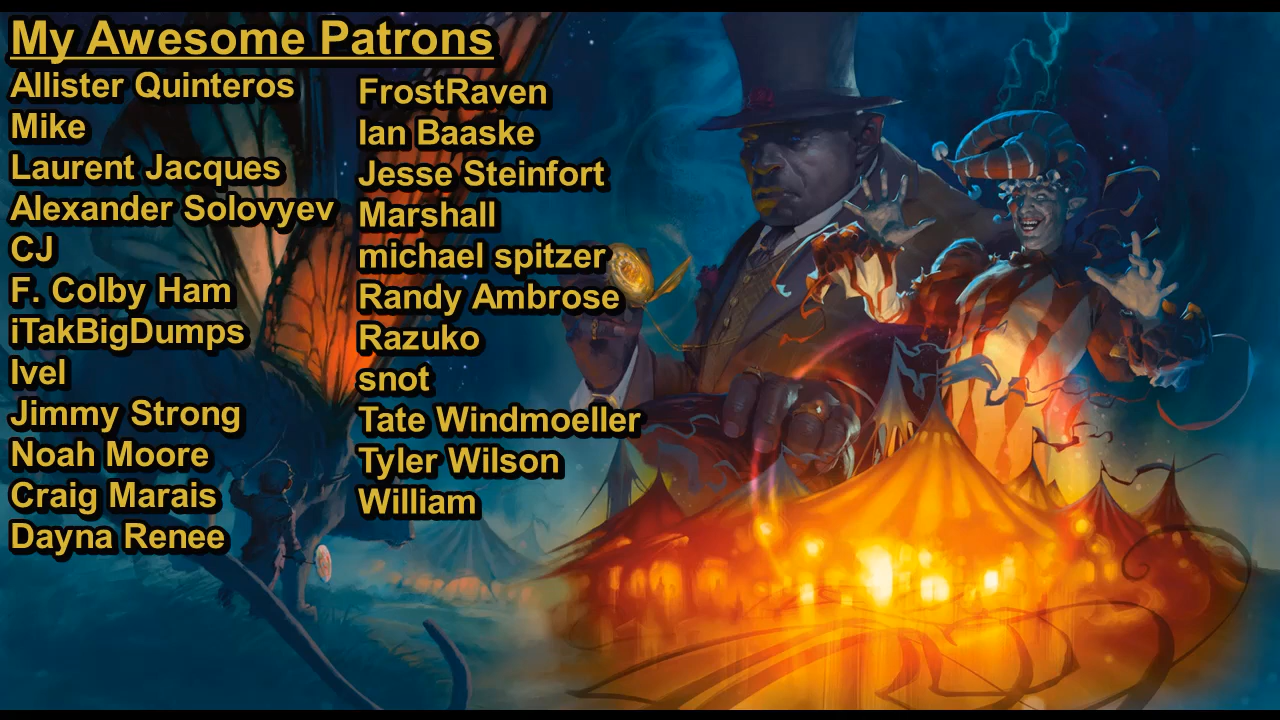 My Awesome Patrons
Allister Quinteros
Mike
Laurent Jacques
Alexander Solovyev
CJ
F. Colby Ham
iTakBigDumps
Ivel
Jimmy Strong
Noah Moore
Craig Marais
Dayna Renee
FrostRaven
Ian Baaske
Jesse Steinfort
Marshall
michael spitzer
Randy Ambrose
Razuko
snot
Tate Windmoeller
Tyler Wilson
William